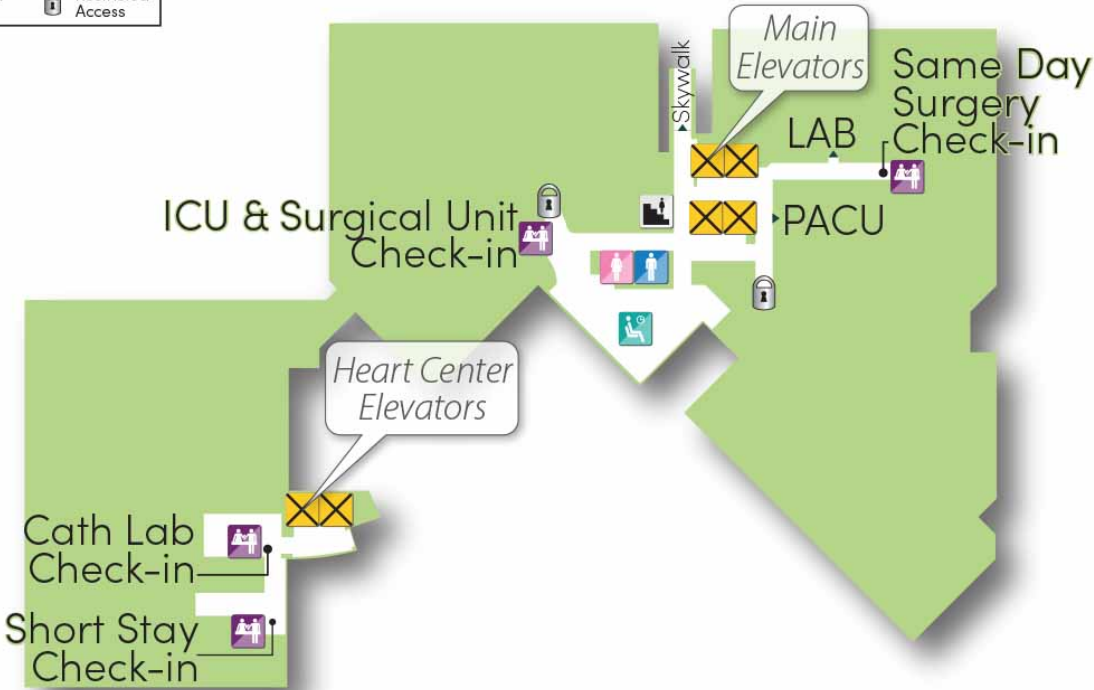 Access
Main
Elevators
Skywalk
Same Day
Surgery
Check-in
LAB
ICU & Surgical Unit
Check-in
PACU
Heart Center
Elevators
Cath Lab
Check-in
Short Stay
Check-in